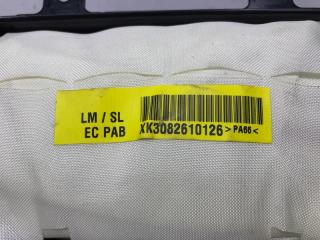 LM / SL
EC PAB
XK3082610126 >PA66<